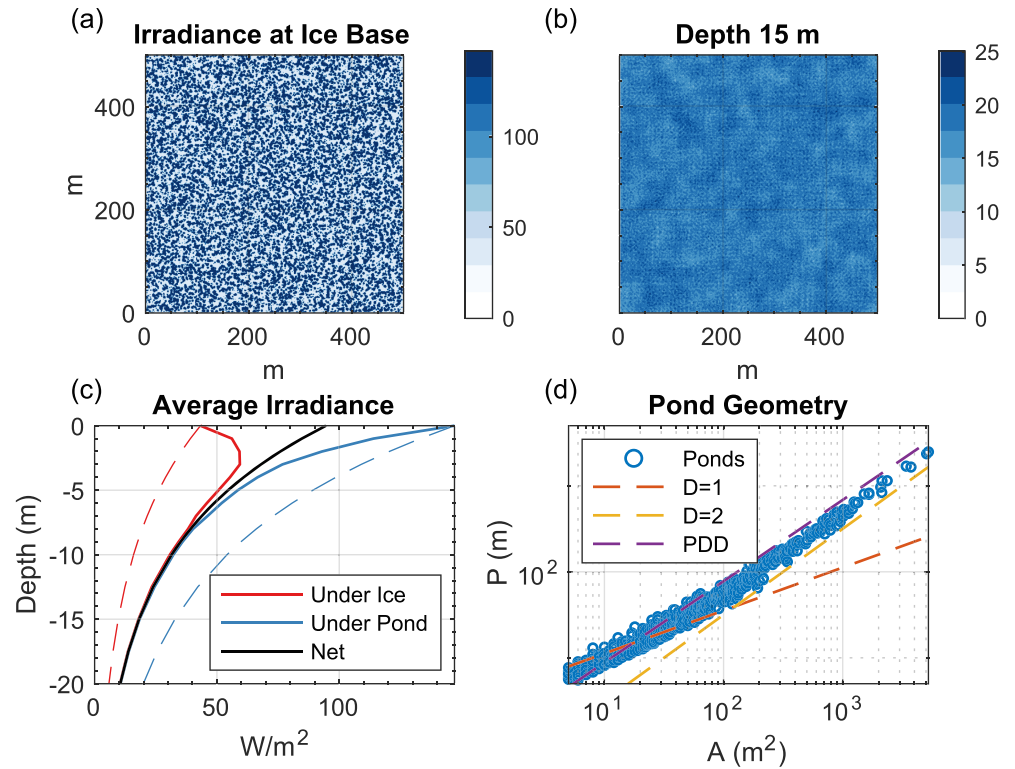 (a)
Irradiance at Ice Base
400
200
0
m
0
200
400
m
100
50
0
(b)
Depth 15 m
0
200
400
m
25
20
15
10
5
0
(c)
Average Irradiance
0
-5
-10
-15
-20
Depth (m)
Under Ice
Under Pond
Net
0
50
100
W/m²
(d)
Pond Geometry
Ponds
D=1
D=2
PDD
P (m)
10²
10¹
10²
10³
A (m²)